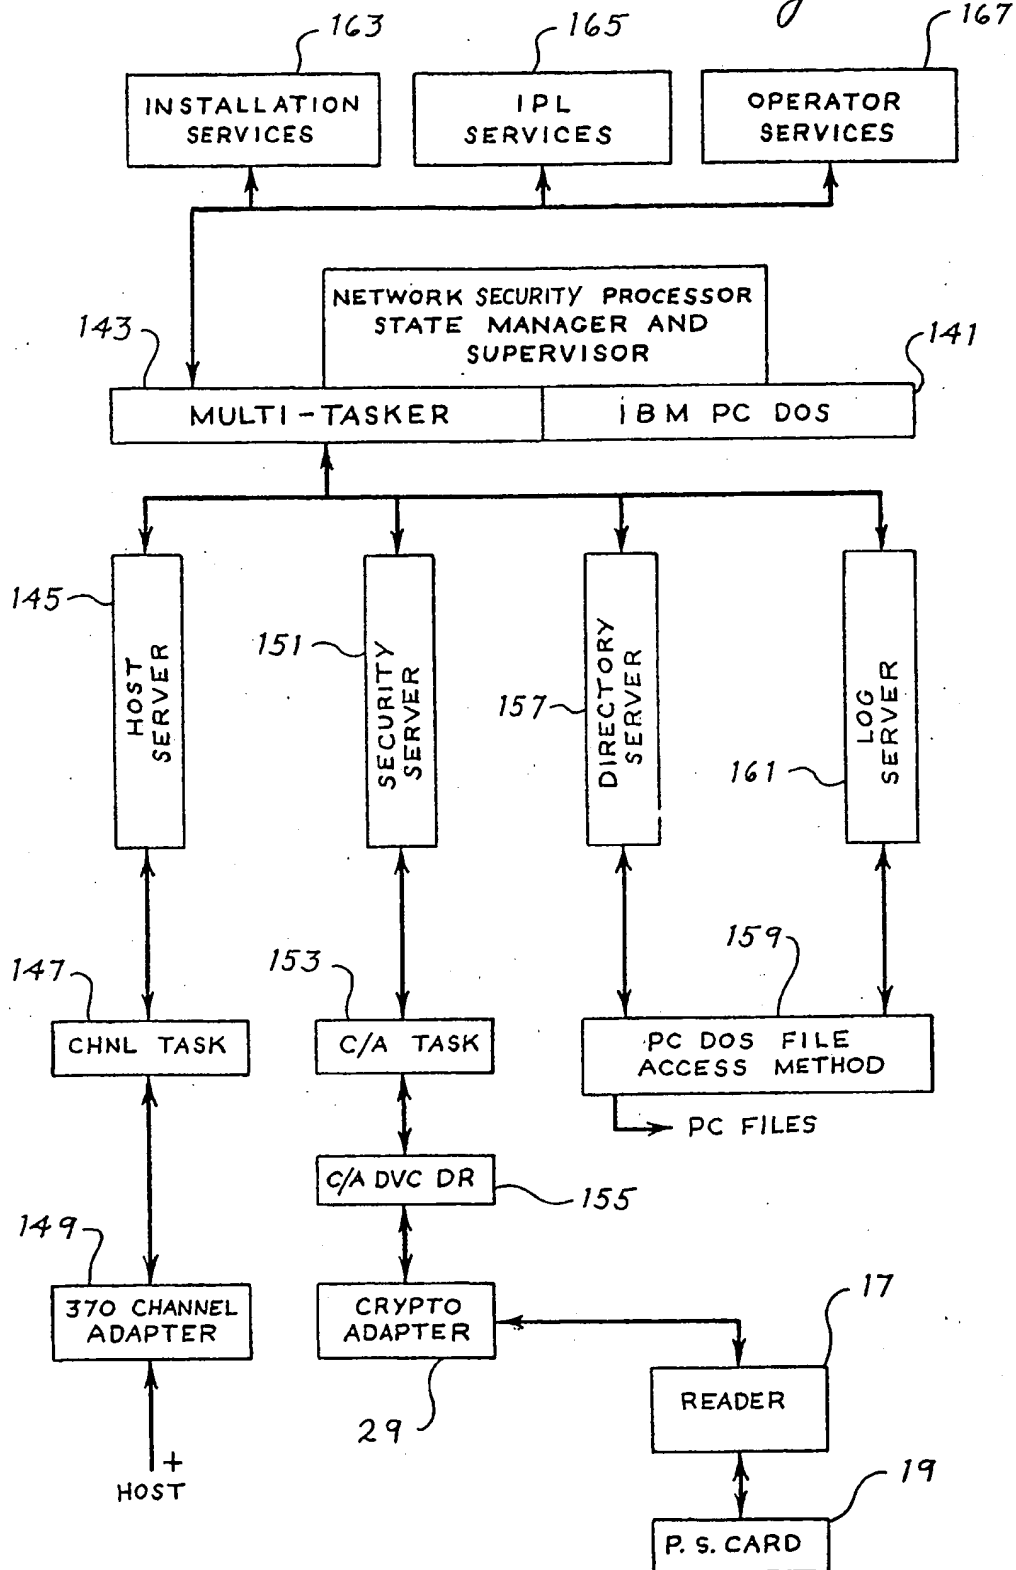 163
165
167
INSTALLATION
SERVICES
IPL
SERVICES
OPERATOR
SERVICES
NETWORK SECURITY PROCESSOR
STATE MANAGER AND
SUPERVISOR
143
141
MULTI-TASKER
IBM PC DOS
145
151
157
161
HOST
SERVER
SECURITY
SERVER
DIRECTORY
SERVER
LOG
SERVER
147
153
159
CHNL TASK
C/A TASK
PC DOS FILE
ACCESS METHOD
PC FILES
C/A DVC DR
155
149
370 CHANNEL
ADAPTER
CRYPTO
ADAPTER
17
29
READER
+
HOST
19
P. S. CARD